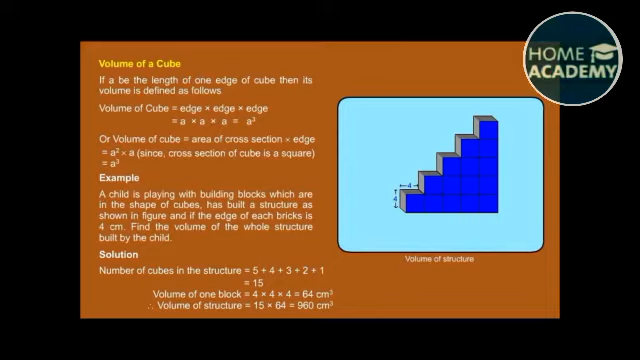 HOME
ACADEMY
Volume of a Cube
If a be the length of one edge of cube then its
volume is defined as follows
Volume of Cube = edge × edge × edge
= a × a × a = a³
Or Volume of cube = area of cross section × edge
= a² × a (since, cross section of cube is a square)
= a³
Example
A child is playing with building blocks which are
in the shape of cubes, has built a structure as
shown in figure and if the edge of each bricks is
4 cm. Find the volume of the whole structure
built by the child.
Solution
Number of cubes in the structure = 5 + 4 + 3 + 2 + 1
= 15
Volume of one block = 4 × 4 × 4 = 64 cm³
∴ Volume of structure = 15 × 64 = 960 cm³
4
4
Volume of structure